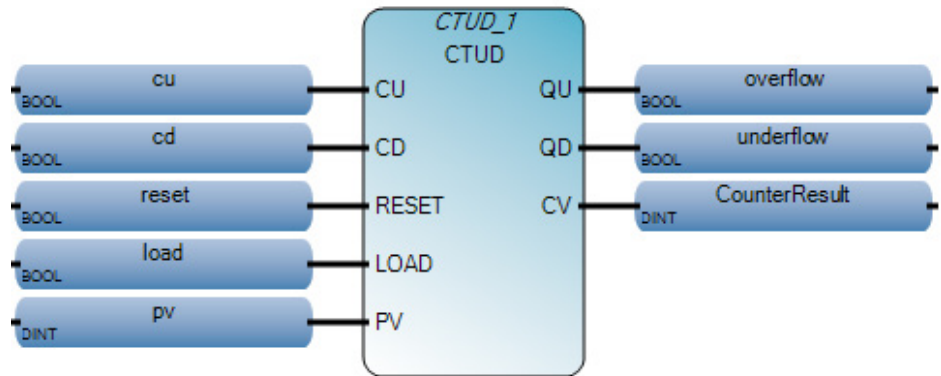 CTUD_1
CTUD
cu
BOOL
CU
QU
overflow
BOOL
cd
BOOL
CD
QD
underflow
BOOL
reset
BOOL
RESET
CV
CounterResult
DINT
load
BOOL
LOAD
pv
DINT
PV